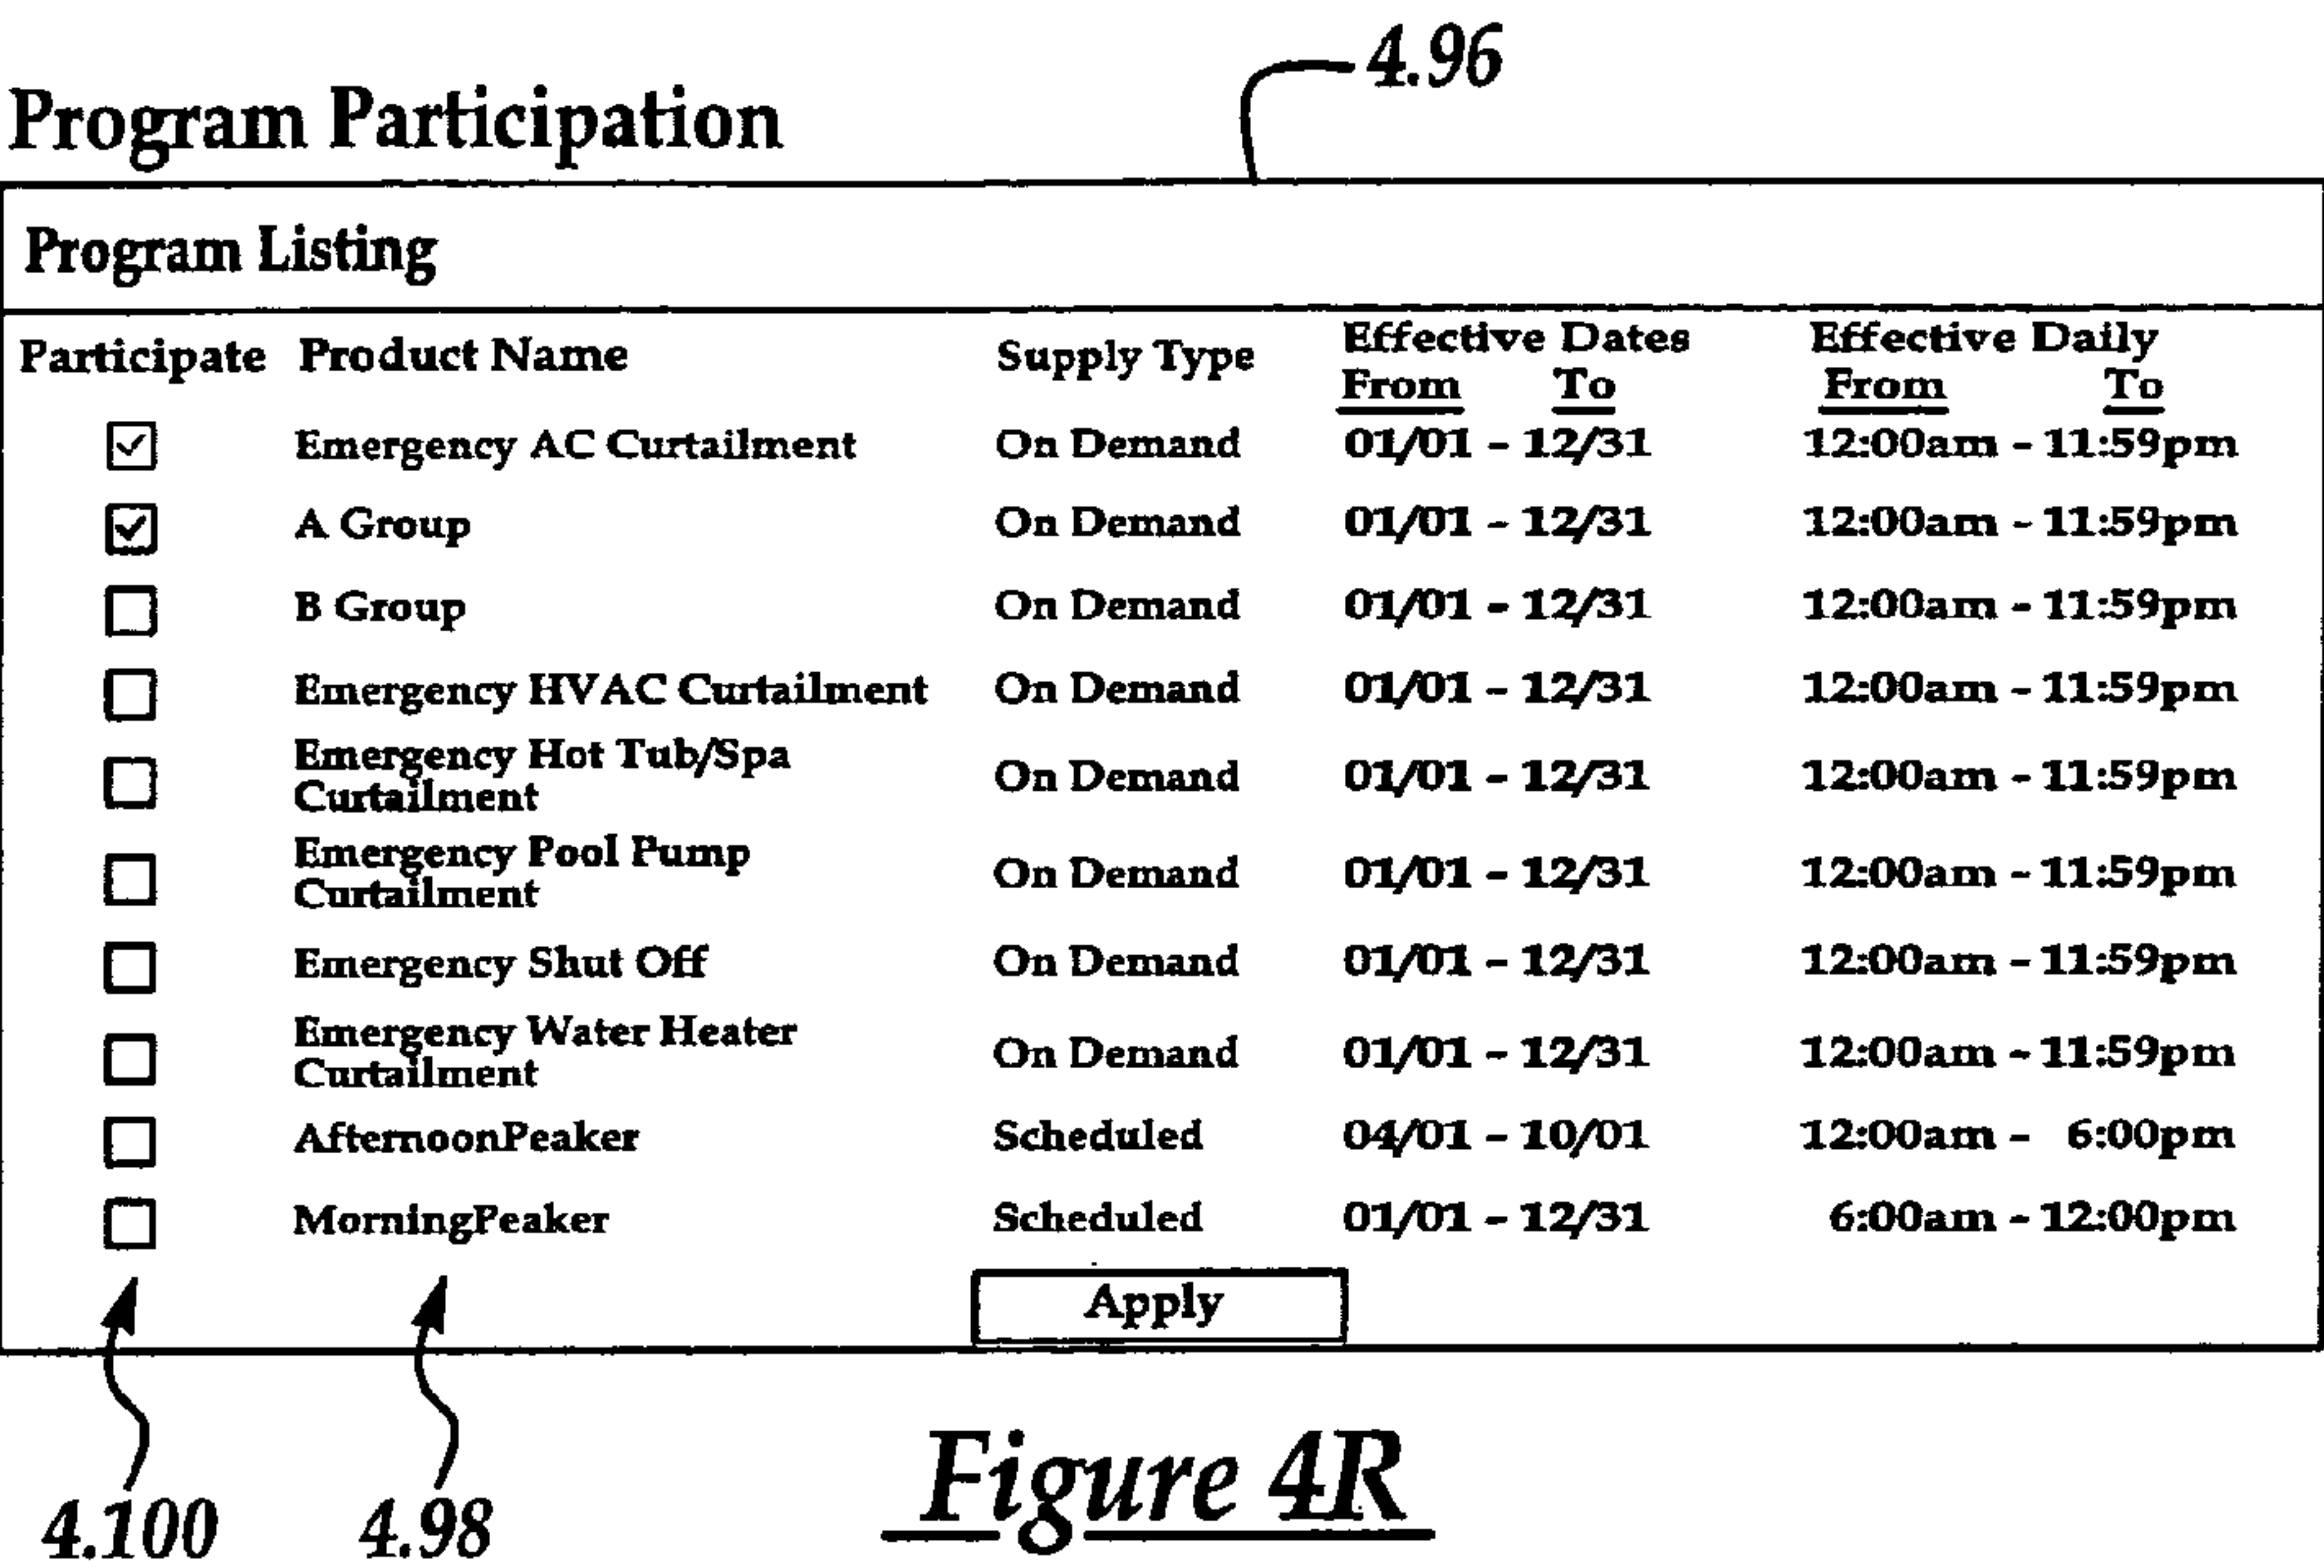 4.96
Program Participation
Program Listing
Participate Product Name Supply Type Effective Dates From To Effective Daily From To
Emergency AC Curtailment On Demand 01/01 - 12/31 12:00am - 11:59pm
A Group On Demand 01/01 - 12/31 12:00am - 11:59pm
B Group On Demand 01/01 - 12/31 12:00am - 11:59pm
Emergency HVAC Curtailment On Demand 01/01 - 12/31 12:00am - 11:59pm
Emergency Hot Tub/Spa
Curtailment On Demand 01/01 - 12/31 12:00am - 11:59pm
Emergency Pool Pump
Curtailment On Demand 01/01 - 12/31 12:00am - 11:59pm
Emergency Shut Off On Demand 01/01 - 12/31 12:00am - 11:59pm
Emergency Water Heater
Curtailment On Demand 01/01 - 12/31 12:00am - 11:59pm
AfternoonPeaker Scheduled 04/01 - 10/01 12:00am - 6:00pm
MorningPeaker Scheduled 01/01 - 12/31 6:00am - 12:00pm
Apply
4.100 4.98
Figure 4R